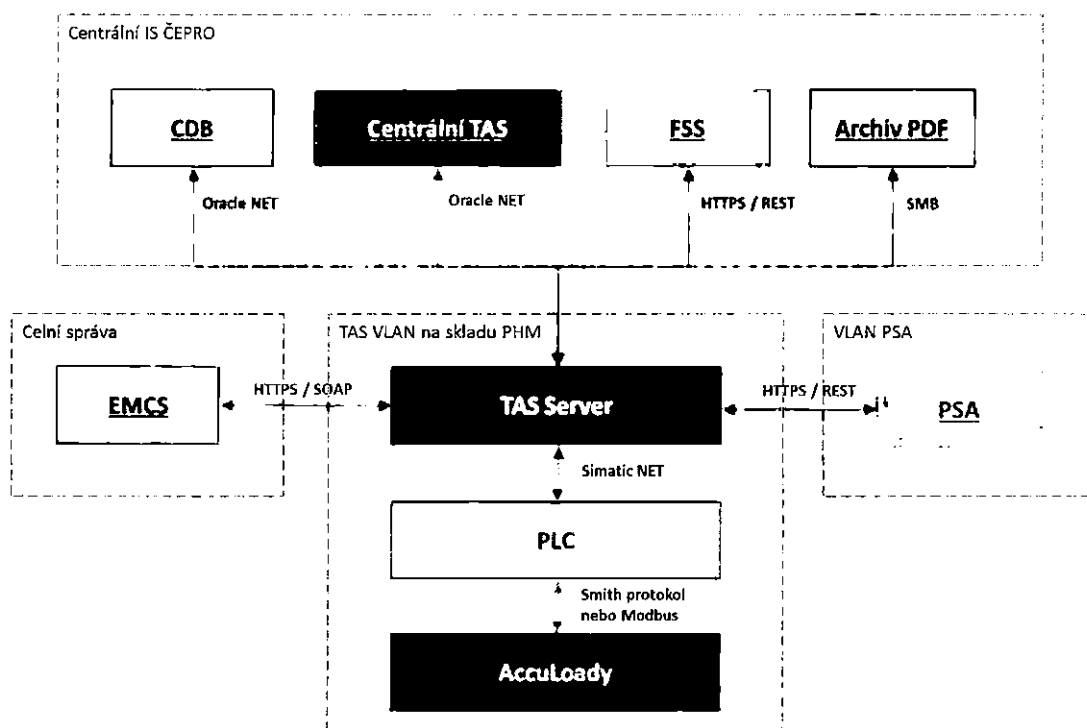 Centrální IS ČEPRO
CDB
Centrální TAS
FSS
Archiv PDF
Oracle NET
Oracle NET
HTTPS / REST
SMB
Celní správa
TAS VLAN na skladu PHM
VLAN PSA
EMCS
HTTPS / SOAP
TAS Server
HTTPS / REST
PSA
Simatic NET
PLC
Smith protokol
nebo Modbus
AccuLoady